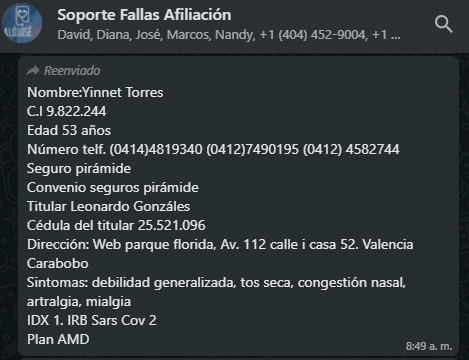 Soporte Fallas Afiliación
David, Diana, José, Marcos, Nandy, +1 (404) 452-9004, +1 ...
ALÓJOSÉ
Reenviado
Nombre:Yinnet Torres
C.I 9.822.244
Edad 53 años
Número telf. (0414)4819340 (0412)7490195 (0412) 4582744
Seguro pirámide
Convenio seguros pirámide
Titular Leonardo Gonzáles
Cédula del titular 25.521.096
Dirección: Web parque florida, Av. 112 calle i casa 52. Valencia
Carabobo
Sintomas: debilidad generalizada, tos seca, congestión nasal,
artralgia, mialgia
IDX 1. IRB Sars Cov 2
Plan AMD
8:49 a. m.